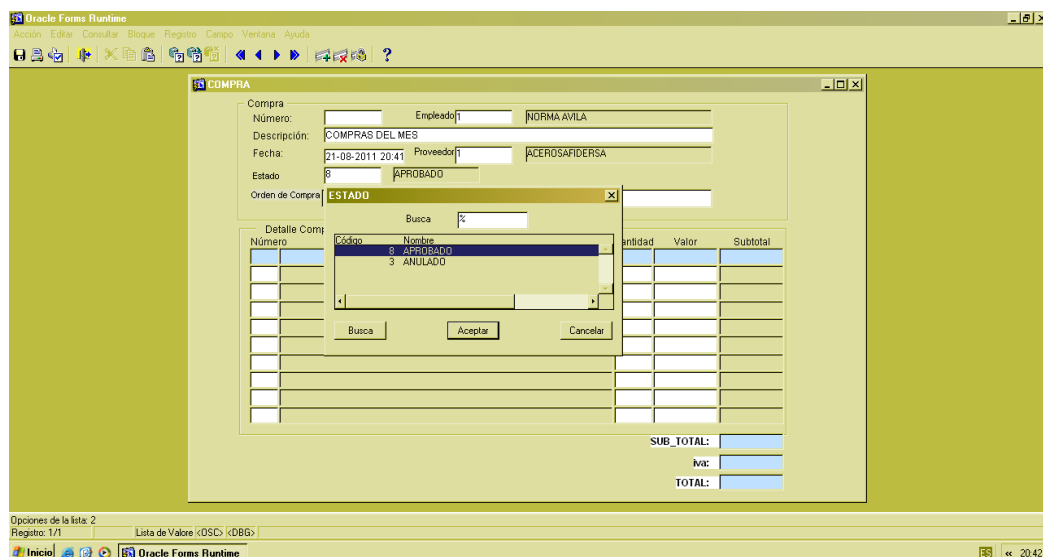 Oracle Forms Runtime
Acción Editar Consultar Bloque Registro Campo Ventana Ayuda
COMPRA
Compra
Número: Empleado 1 NORMA AVILA
Descripción: COMPRAS DEL MES
Fecha: 21-08-2011 20:41 Proveedor 1 ACEROSAFIDERSA
Estado 8 APROBADO
Orden de Compra
ESTADO
Busca %
Código Nombre
8 APROBADO
3 ANULADO
Busca Aceptar Cancelar
Detalle Comp
Número antidad Valor Subtotal
SUB_TOTAL:
iva:
TOTAL:
Opciones de la lista: 2
Registro: 1/1 Lista de Valore <OSC> <DBG>
Inicio Oracle Forms Runtime ES « 20:42